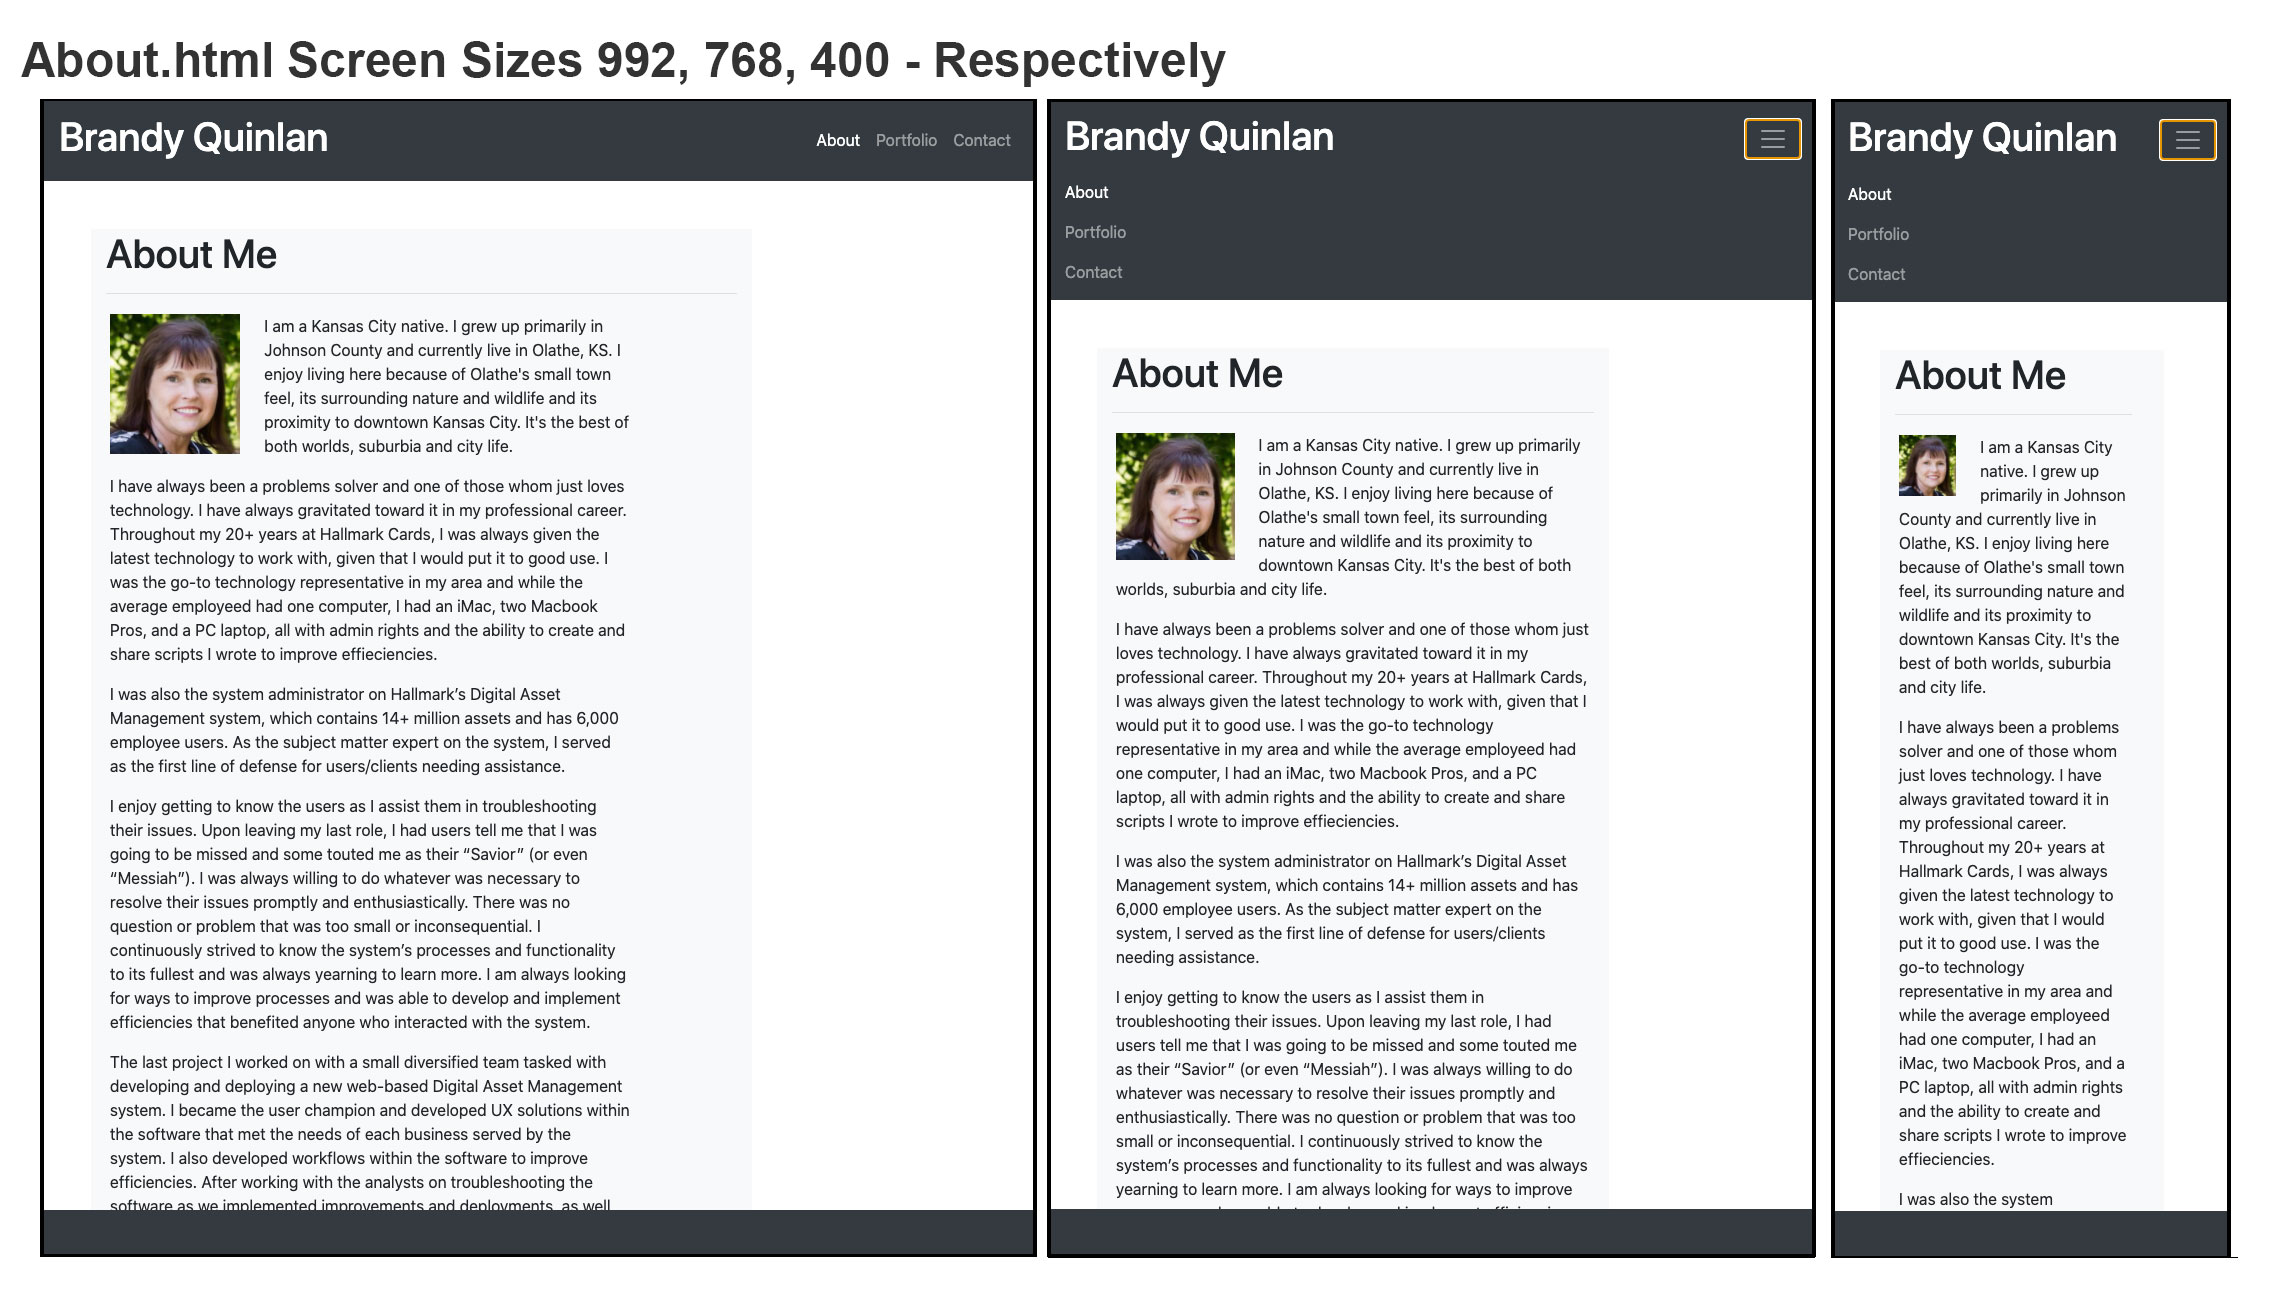 About.html Screen Sizes 992, 768, 400 - Respectively
Brandy Quinlan
About Portfolio Contact
About Me
I am a Kansas City native. I grew up primarily in
Johnson County and currently live in Olathe, KS. I
enjoy living here because of Olathe's small town
feel, its surrounding nature and wildlife and its
proximity to downtown Kansas City. It's the best of
both worlds, suburbia and city life.
I have always been a problems solver and one of those whom just loves
technology. I have always gravitated toward it in my professional career.
Throughout my 20+ years at Hallmark Cards, I was always given the
latest technology to work with, given that I would put it to good use. I
was the go-to technology representative in my area and while the
average employeed had one computer, I had an iMac, two Macbook
Pros, and a PC laptop, all with admin rights and the ability to create and
share scripts I wrote to improve effieciencies.
I was also the system administrator on Hallmark’s Digital Asset
Management system, which contains 14+ million assets and has 6,000
employee users. As the subject matter expert on the system, I served
as the first line of defense for users/clients needing assistance.
I enjoy getting to know the users as I assist them in troubleshooting
their issues. Upon leaving my last role, I had users tell me that I was
going to be missed and some touted me as their “Savior” (or even
“Messiah”). I was always willing to do whatever was necessary to
resolve their issues promptly and enthusiastically. There was no
question or problem that was too small or inconsequential. I
continuously strived to know the system’s processes and functionality
to its fullest and was always yearning to learn more. I am always looking
for ways to improve processes and was able to develop and implement
efficiencies that benefited anyone who interacted with the system.
The last project I worked on with a small diversified team tasked with
developing and deploying a new web-based Digital Asset Management
system. I became the user champion and developed UX solutions within
the software that met the needs of each business served by the
system. I also developed workflows within the software to improve
efficiencies. After working with the analysts on troubleshooting the
software as we implemented improvements and deployments, as well
Brandy Quinlan
About
Portfolio
Contact
About Me
I am a Kansas City native. I grew up primarily
in Johnson County and currently live in
Olathe, KS. I enjoy living here because of
Olathe's small town feel, its surrounding
nature and wildlife and its proximity to
downtown Kansas City. It's the best of both
worlds, suburbia and city life.
I have always been a problems solver and one of those whom just
loves technology. I have always gravitated toward it in my
professional career. Throughout my 20+ years at Hallmark Cards,
I was always given the latest technology to work with, given that I
would put it to good use. I was the go-to technology
representative in my area and while the average employeed had
one computer, I had an iMac, two Macbook Pros, and a PC
laptop, all with admin rights and the ability to create and share
scripts I wrote to improve effieciencies.
I was also the system administrator on Hallmark’s Digital Asset
Management system, which contains 14+ million assets and has
6,000 employee users. As the subject matter expert on the
system, I served as the first line of defense for users/clients
needing assistance.
I enjoy getting to know the users as I assist them in
troubleshooting their issues. Upon leaving my last role, I had
users tell me that I was going to be missed and some touted me
as their “Savior” (or even “Messiah”). I was always willing to do
whatever was necessary to resolve their issues promptly and
enthusiastically. There was no question or problem that was too
small or inconsequential. I continuously strived to know the
system’s processes and functionality to its fullest and was always
yearning to learn more. I am always looking for ways to improve
Brandy Quinlan
About
Portfolio
Contact
About Me
I am a Kansas City
native. I grew up
primarily in Johnson
County and currently live in
Olathe, KS. I enjoy living here
because of Olathe's small town
feel, its surrounding nature and
wildlife and its proximity to
downtown Kansas City. It's the
best of both worlds, suburbia
and city life.
I have always been a problems
solver and one of those whom
just loves technology. I have
always gravitated toward it in
my professional career.
Throughout my 20+ years at
Hallmark Cards, I was always
given the latest technology to
work with, given that I would
put it to good use. I was the
go-to technology
representative in my area and
while the average employeed
had one computer, I had an
iMac, two Macbook Pros, and a
PC laptop, all with admin rights
and the ability to create and
share scripts I wrote to improve
effieciencies.
I was also the system